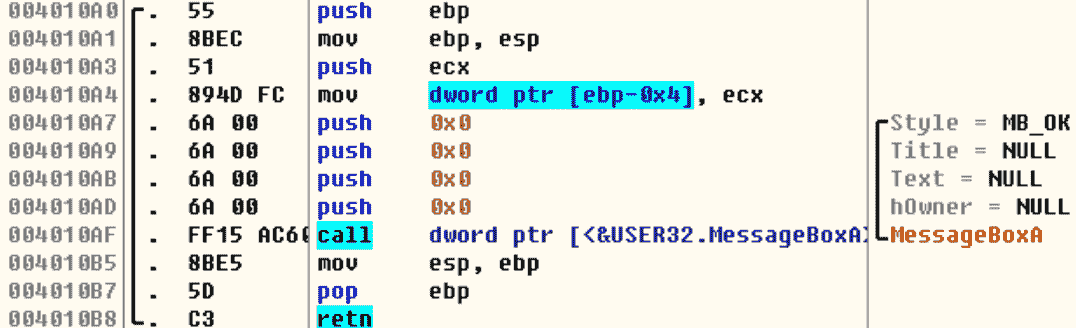 004010A0 . 55 push ebp
004010A1 . 8BEC mov ebp, esp
004010A3 . 51 push ecx
004010A4 . 894D FC mov dword ptr [ebp-0x4], ecx
004010A7 . 6A 00 push 0x0 Style = MB_OK
004010A9 . 6A 00 push 0x0 Title = NULL
004010AB . 6A 00 push 0x0 Text = NULL
004010AD . 6A 00 push 0x0 hOwner = NULL
004010AF . FF15 AC60 call dword ptr [<&USER32.MessageBoxA> MessageBoxA
004010B5 . 8BE5 mov esp, ebp
004010B7 . 5D pop ebp
004010B8 . C3 retn